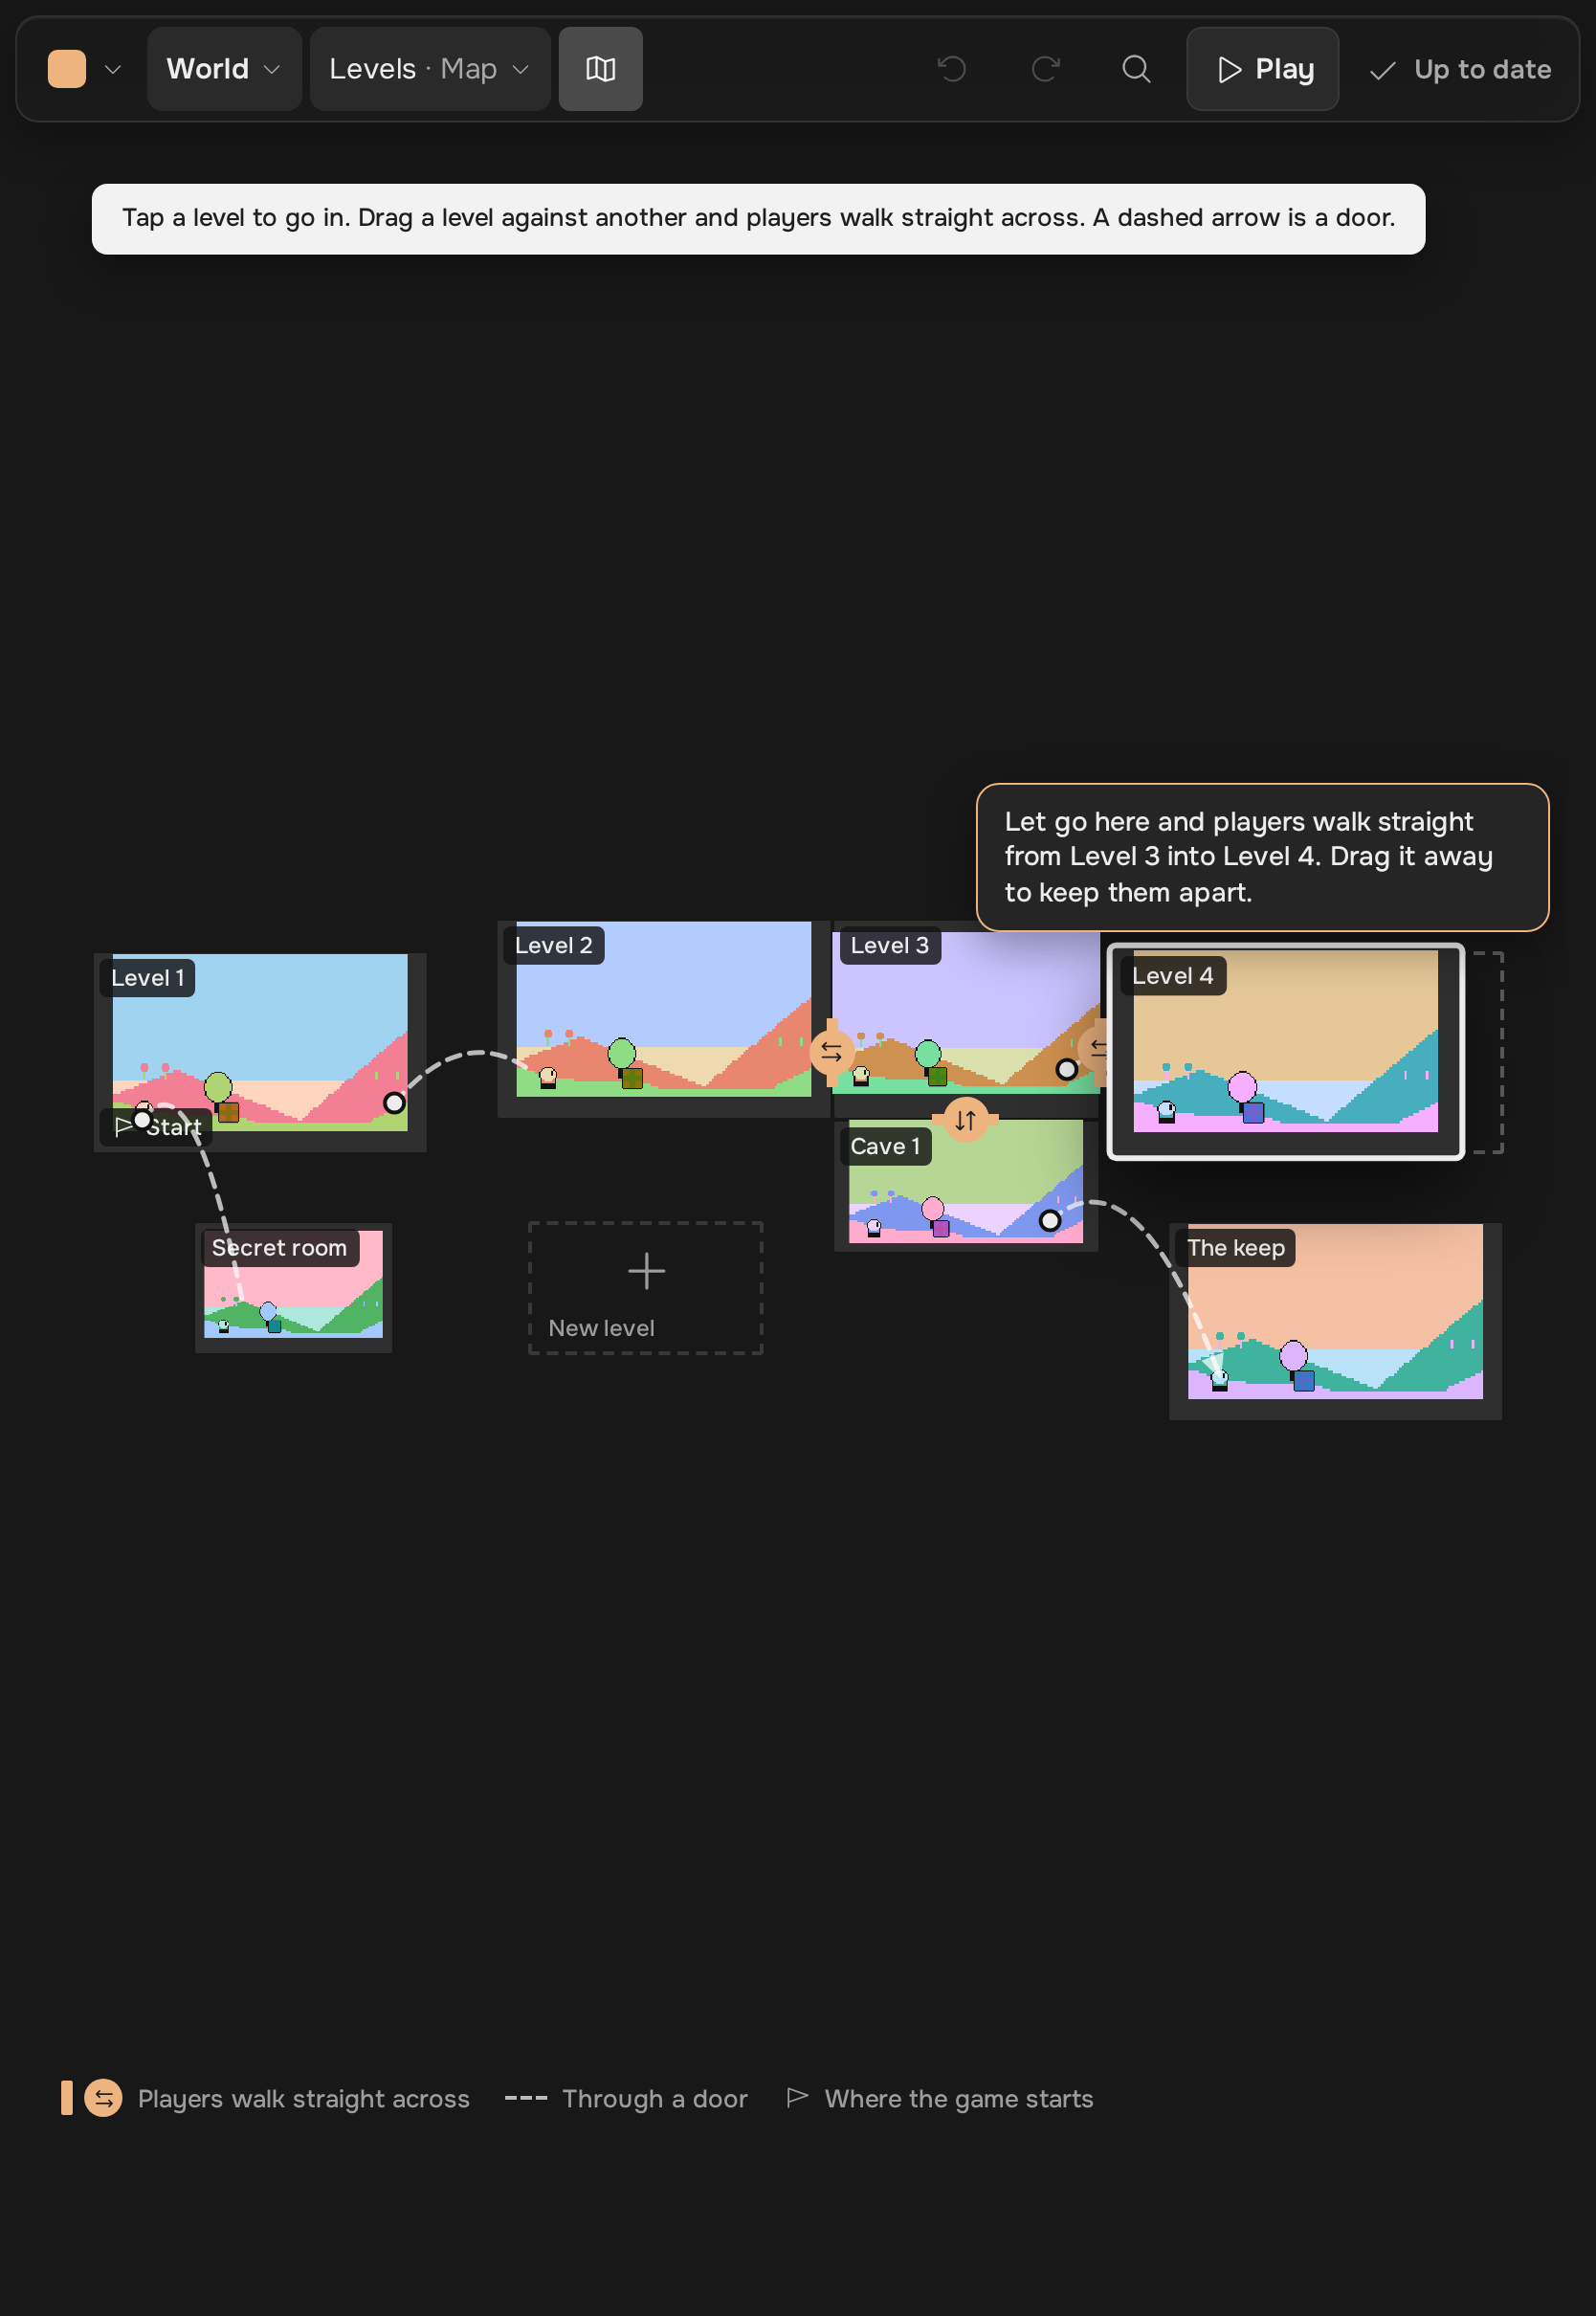 World
Levels · Map
Play
Up to date
Tap a level to go in. Drag a level against another and players walk straight across. A dashed arrow is a door.
Let go here and players walk straight
from Level 3 into Level 4. Drag it away
to keep them apart.
Level 1
Level 2
Level 3
Level 4
Start
Cave 1
Secret room
New level
The keep
Players walk straight across
Through a door
Where the game starts